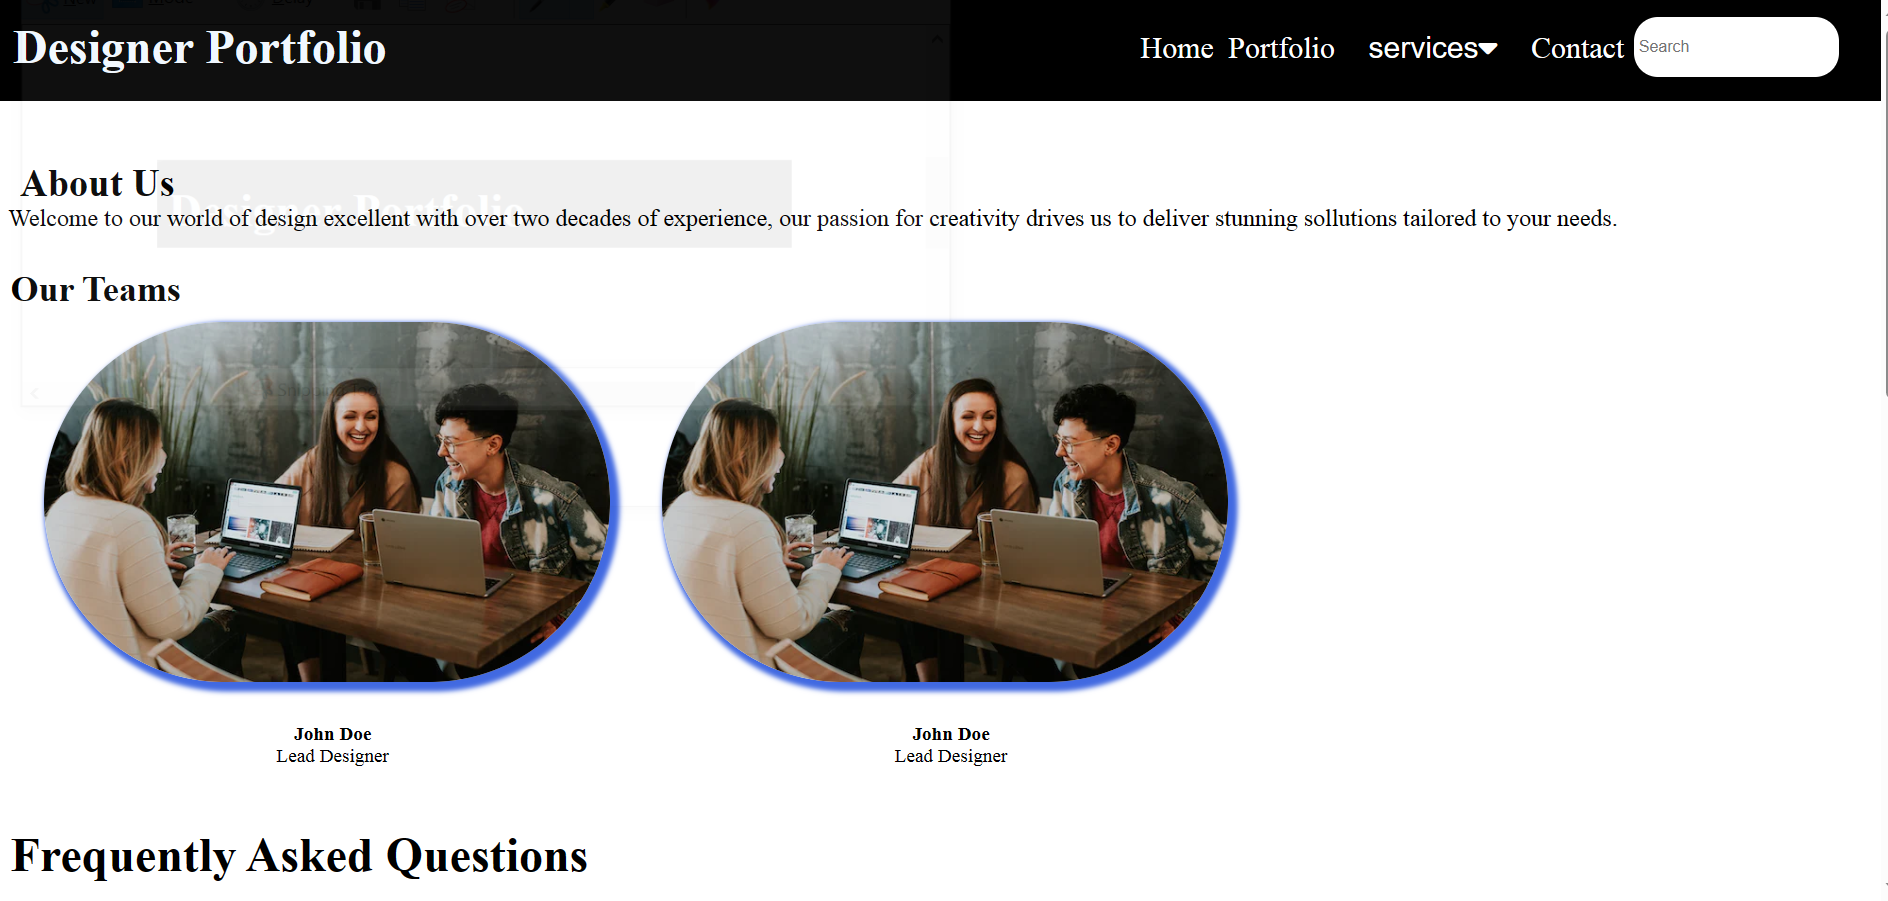 Designer Portfolio
Home Portfolio services Contact Search
About Us
Designer Portfolio
Welcome to our world of design excellent with over two decades of experience, our passion for creativity drives us to deliver stunning sollutions tailored to your needs.
Our Teams
John Doe John Doe
Lead Designer Lead Designer
Frequently Asked Questions